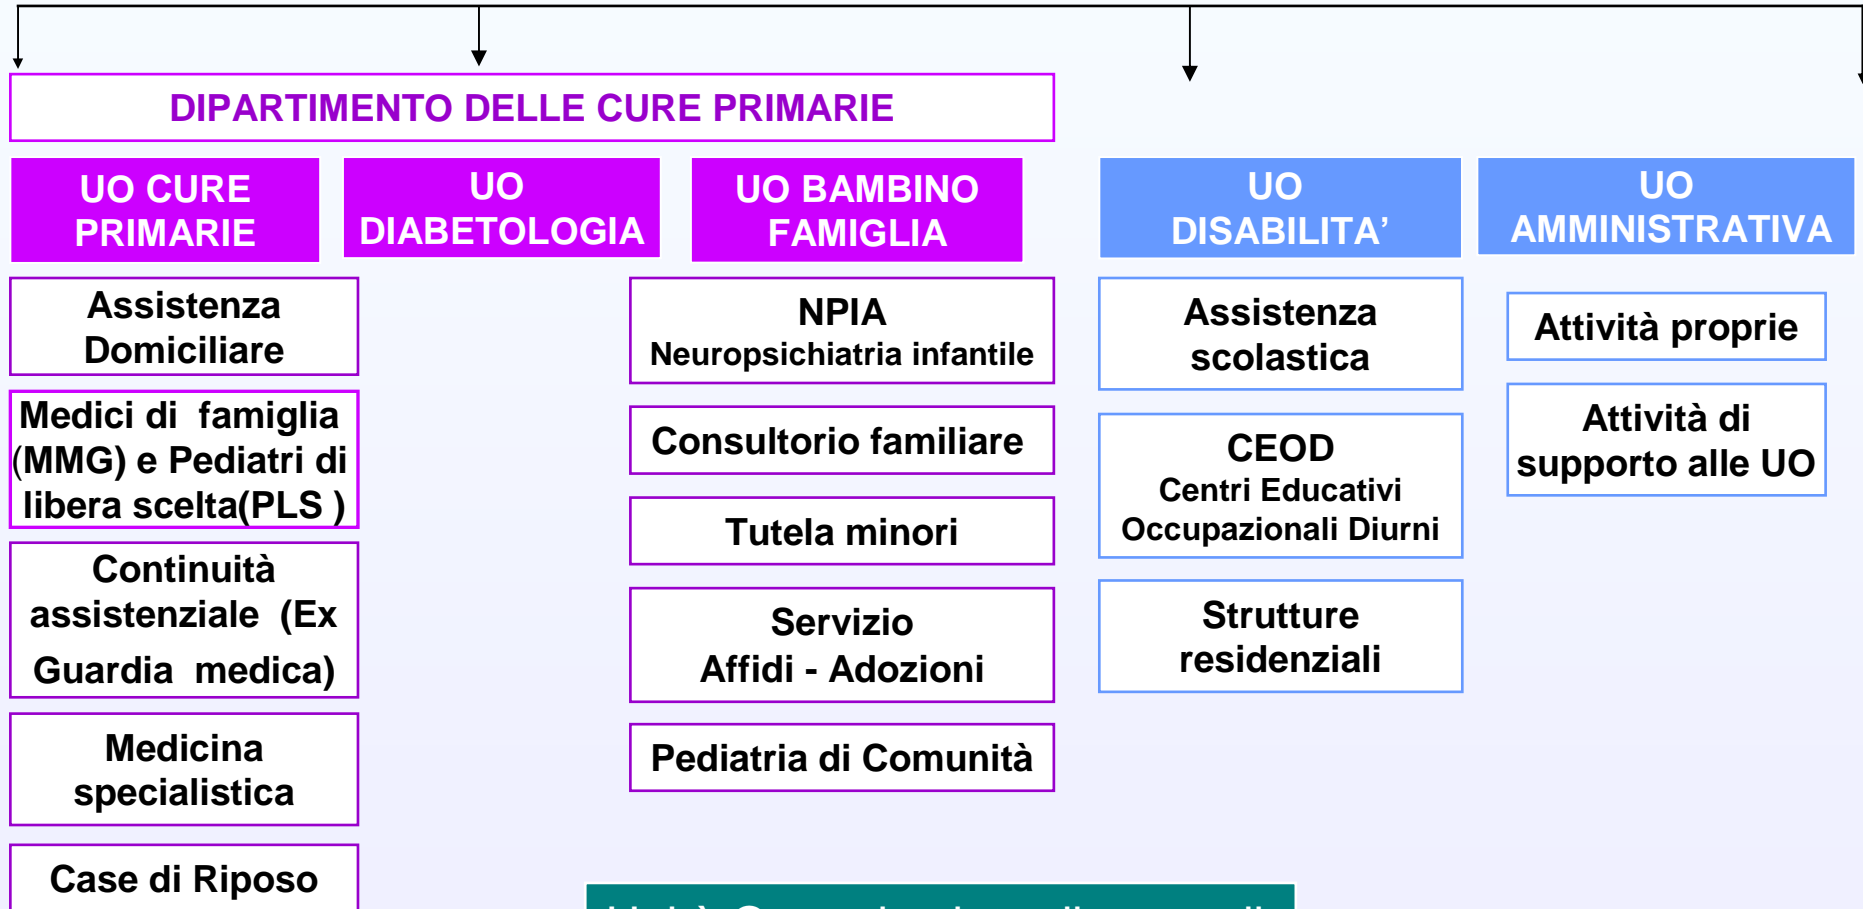 DIPARTIMENTO DELLE CURE PRIMARIE
UO CURE
PRIMARIE
Assistenza
Domiciliare
Medici di famiglia
(MMG) e Pediatri di
libera scelta(PLS )
Continuità
assistenziale (Ex
Guardia medica)
Medicina
specialistica
Case di Riposo
UO
DIABETOLOGIA
UO BAMBINO
FAMIGLIA
NPIA
Neuropsichiatria infantile
Consultorio familiare
Tutela minori
Servizio
Affidi - Adozioni
Pediatria di Comunità
UO
DISABILITA’
Assistenza
scolastica
CEOD
Centri Educativi
Occupazionali Diurni
Strutture
residenziali
UO
AMMINISTRATIVA
Attività proprie
Attività di
supporto alle UO